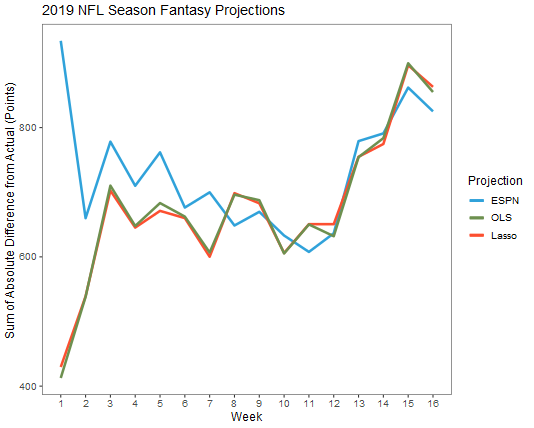 2019 NFL Season Fantasy Projections
Sum of Absolute Difference from Actual (Points)
800
600
400
1 2 3 4 5 6 7 8 9 10 11 12 13 14 15 16
Week
Projection
ESPN
OLS
Lasso